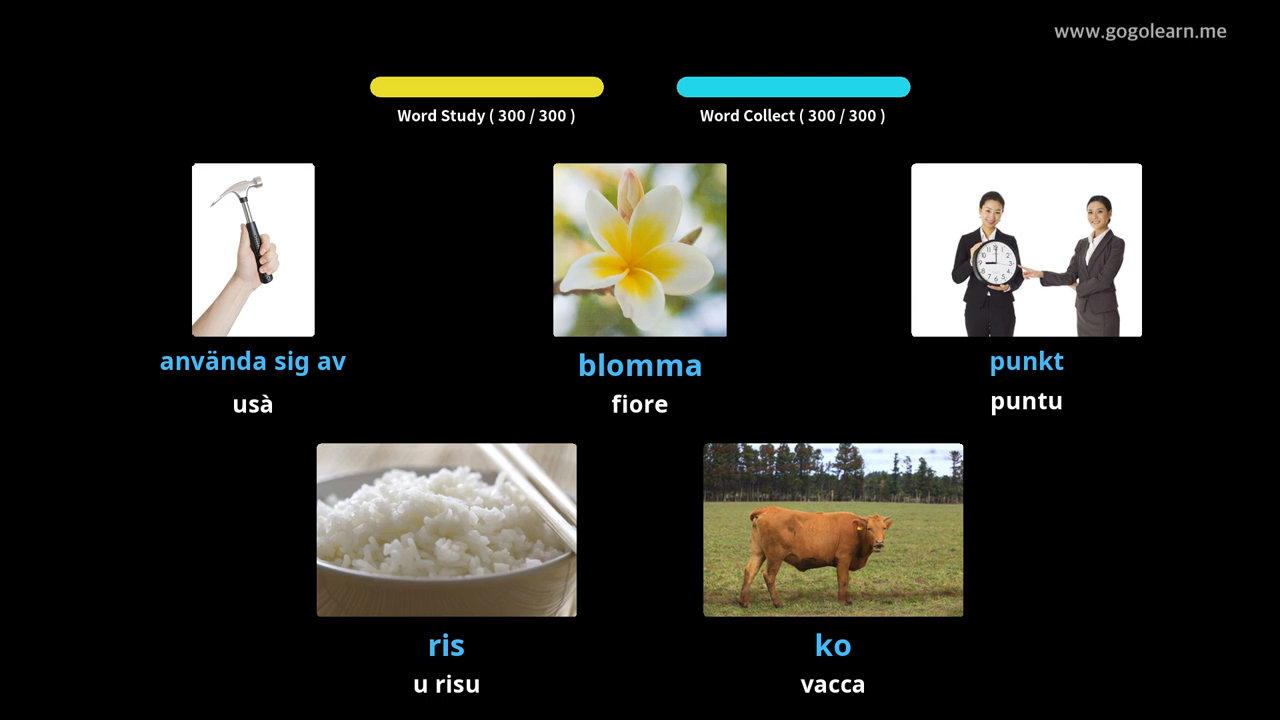 www.gogolearn.me
Word Study ( 300 / 300 )
Word Collect ( 300 / 300 )
använda sig av
usà
blomma
fiore
punkt
puntu
ris
u risu
ko
vacca